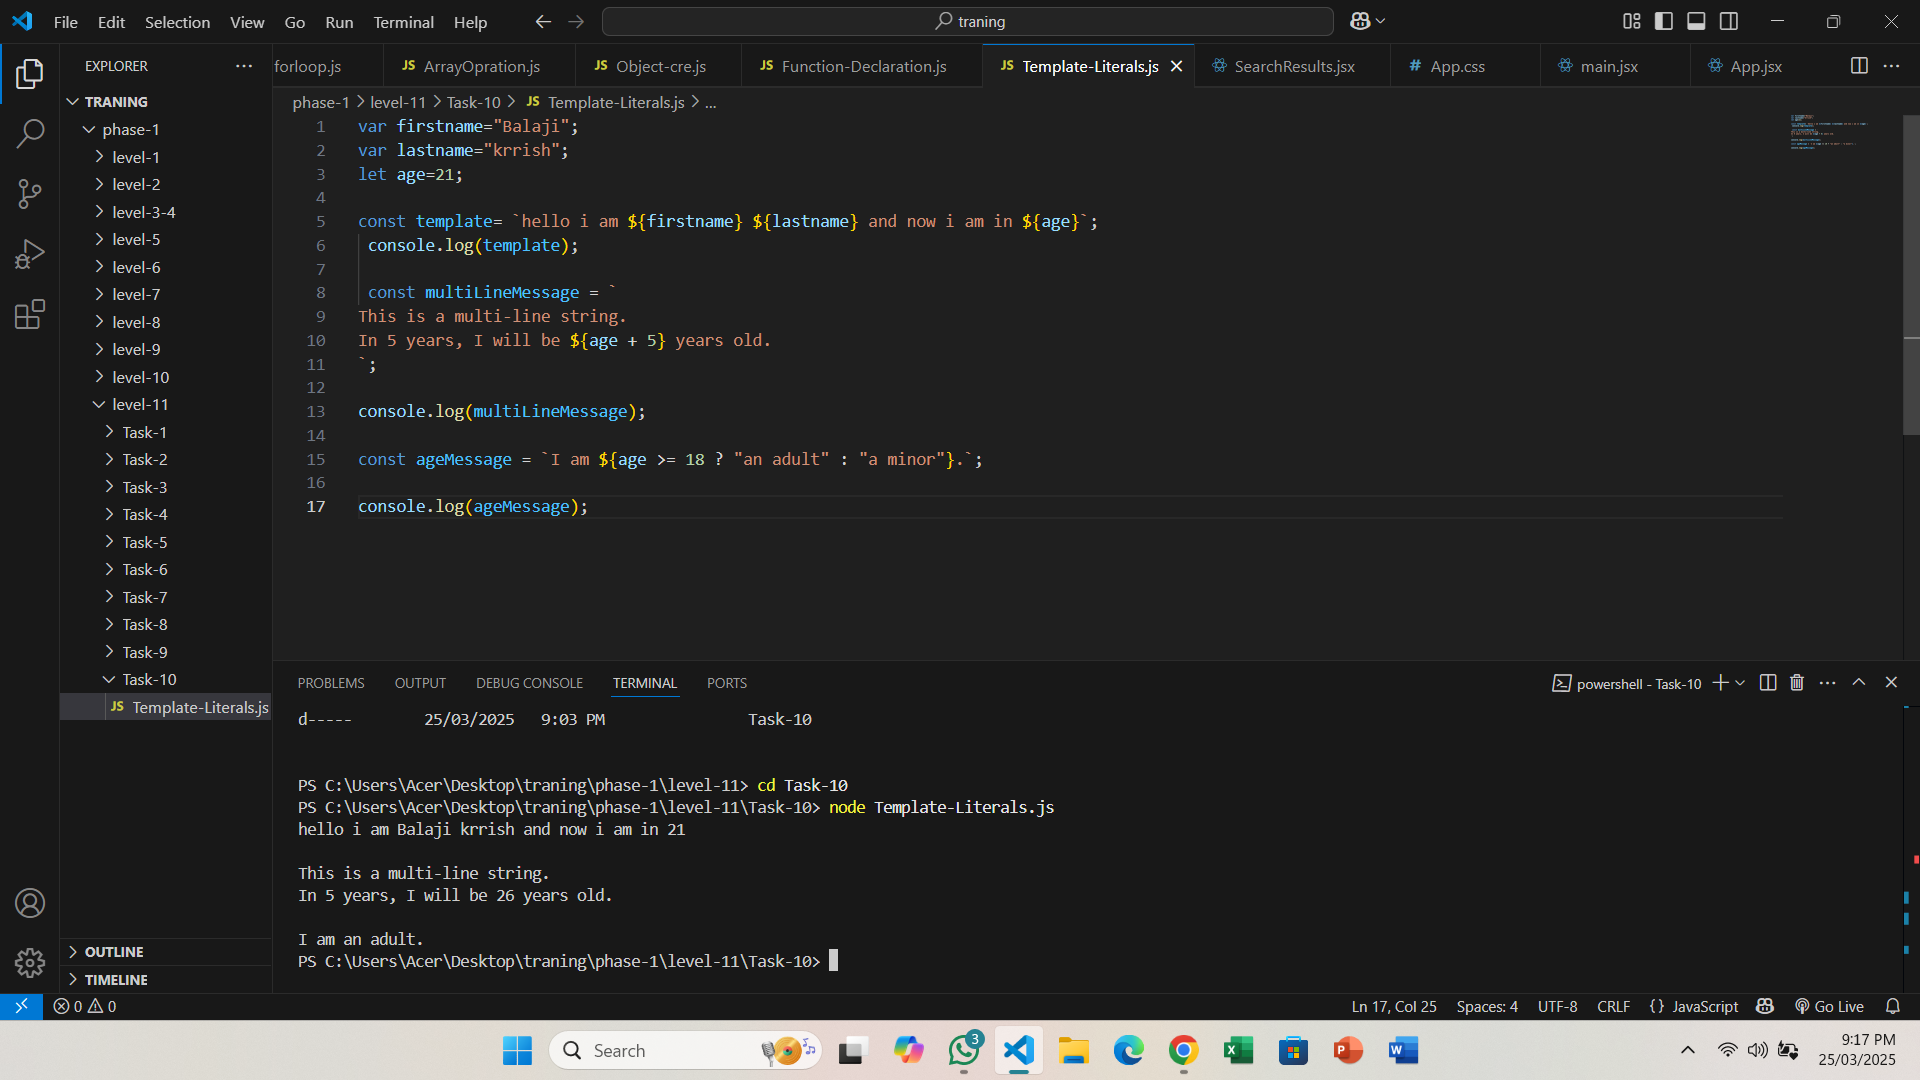 File Edit Selection View Go Run Terminal Help
traning
EXPLORER
forloop.js
JS ArrayOpration.js
JS Object-cre.js
JS Function-Declaration.js
JS Template-Literals.js
SearchResults.jsx
# App.css
main.jsx
App.jsx
phase-1 > level-11 > Task-10 > JS Template-Literals.js > ...
TRANING
phase-1
level-1
level-2
level-3-4
level-5
level-6
level-7
level-8
level-9
level-10
level-11
Task-1
Task-2
Task-3
Task-4
Task-5
Task-6
Task-7
Task-8
Task-9
Task-10
JS Template-Literals.js
OUTLINE
TIMELINE
1 var firstname="Balaji";
2 var lastname="krrish";
3 let age=21;
4
5 const template= `hello i am ${firstname} ${lastname} and now i am in ${age}`;
6 console.log(template);
7
8 const multiLineMessage = `
9 This is a multi-line string.
10 In 5 years, I will be ${age + 5} years old.
11 `;
12
13 console.log(multiLineMessage);
14
15 const ageMessage = `I am ${age >= 18 ? "an adult" : "a minor"}.`;
16
17 console.log(ageMessage);
PROBLEMS OUTPUT DEBUG CONSOLE TERMINAL PORTS
powershell - Task-10
d----- 25/03/2025 9:03 PM Task-10
PS C:\Users\Acer\Desktop\traning\phase-1\level-11> cd Task-10
PS C:\Users\Acer\Desktop\traning\phase-1\level-11\Task-10> node Template-Literals.js
hello i am Balaji krrish and now i am in 21
This is a multi-line string.
In 5 years, I will be 26 years old.
I am an adult.
PS C:\Users\Acer\Desktop\traning\phase-1\level-11\Task-10>
0 0
Ln 17, Col 25 Spaces: 4 UTF-8 CRLF {} JavaScript Go Live
Search
3
9:17 PM
25/03/2025